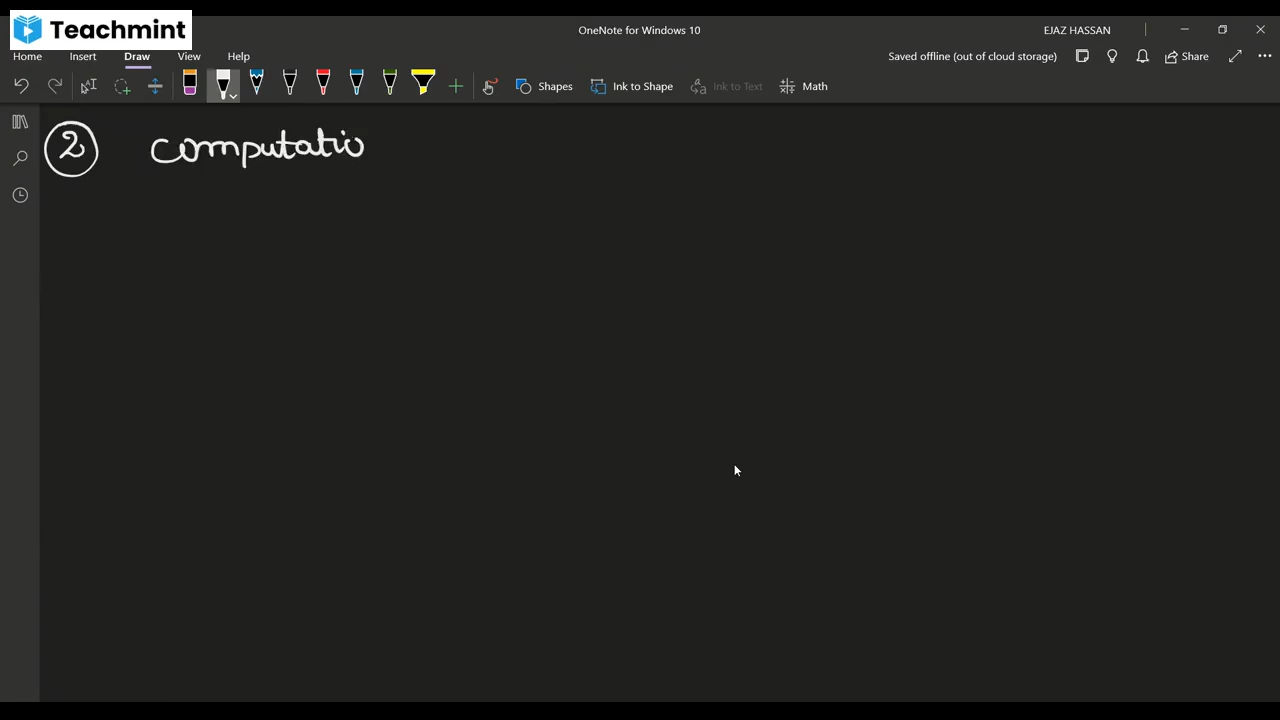 Teachmint
OneNote for Windows 10
EJAZ HASSAN
Home Insert Draw View Help
Saved offline (out of cloud storage)
Share
Shapes
Ink to Shape
Ink to Text
Math
2 computatio